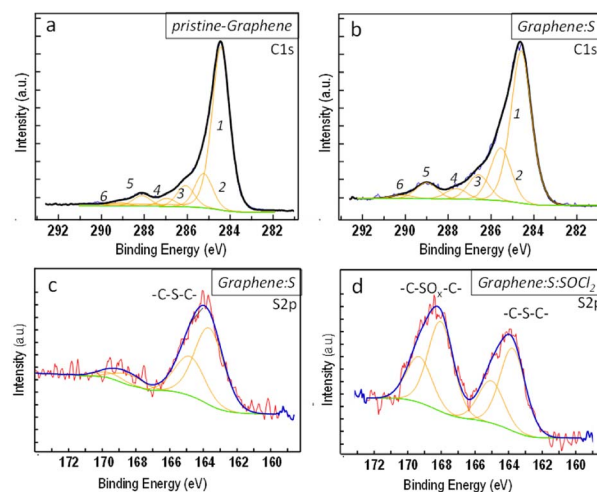 a
pristine-Graphene
C1s
Intensity (a.u.)
1
2
3
4
5
6
292 290 288 286 284 282
Binding Energy (eV)
b
Graphene:S
C1s
Intensity (a.u.)
1
2
3
4
5
6
292 290 288 286 284 282
Binding Energy (eV)
c
Graphene:S
S2p
-C-S-C-
Intensity (a.u)
172 170 168 166 164 162 160
Binding Energy (eV)
d
Graphene:S:SOCl₂
S2p
-C-SOₓ-C-
-C-S-C-
Intensity (a.u)
172 170 168 166 164 162 160
Binding Energy (eV)